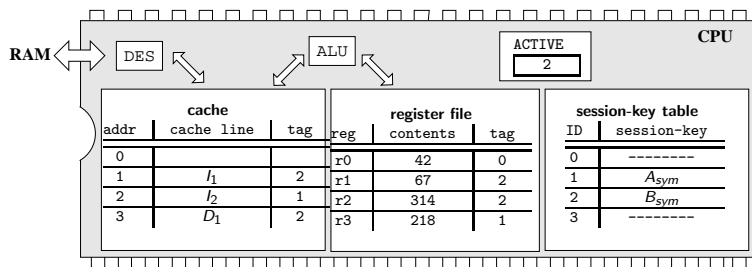 RAM
DES
ALU
ACTIVE
2
CPU
cache
addr cache line tag
0
1 I1 2
2 I2 1
3 D1 2
register file
reg contents tag
r0 42 0
r1 67 2
r2 314 2
r3 218 1
session-key table
ID session-key
0 --------
1 Asym
2 Bsym
3 --------